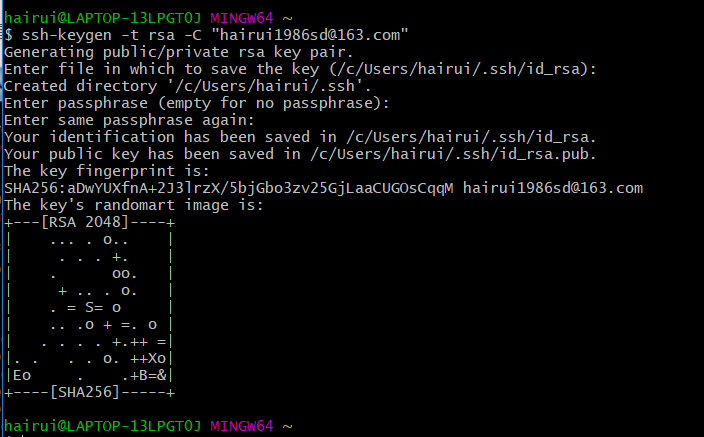 hairui@LAPTOP-13LPGT0J MINGW64 ~
$ ssh-keygen -t rsa -C "hairui1986sd@163.com"
Generating public/private rsa key pair.
Enter file in which to save the key (/c/Users/hairui/.ssh/id_rsa):
Created directory '/c/Users/hairui/.ssh'.
Enter passphrase (empty for no passphrase):
Enter same passphrase again:
Your identification has been saved in /c/Users/hairui/.ssh/id_rsa.
Your public key has been saved in /c/Users/hairui/.ssh/id_rsa.pub.
The key fingerprint is:
SHA256:aDwYUXfnA+2J3lrzX/5bjGbo3zv25GjLaaCUGOsCqqM hairui1986sd@163.com
The key's randomart image is:
+---[RSA 2048]----+
|    ... . o..    |
|     . . . +.    |
|    .      oo.   |
|     + .. . o.   |
|    . = S= o     |
|    .. .o + =. o |
|   . . . . +.++ =|
|. .   . . o. ++Xo|
|Eo     .    .+B=&|
+----[SHA256]-----+
hairui@LAPTOP-13LPGT0J MINGW64 ~